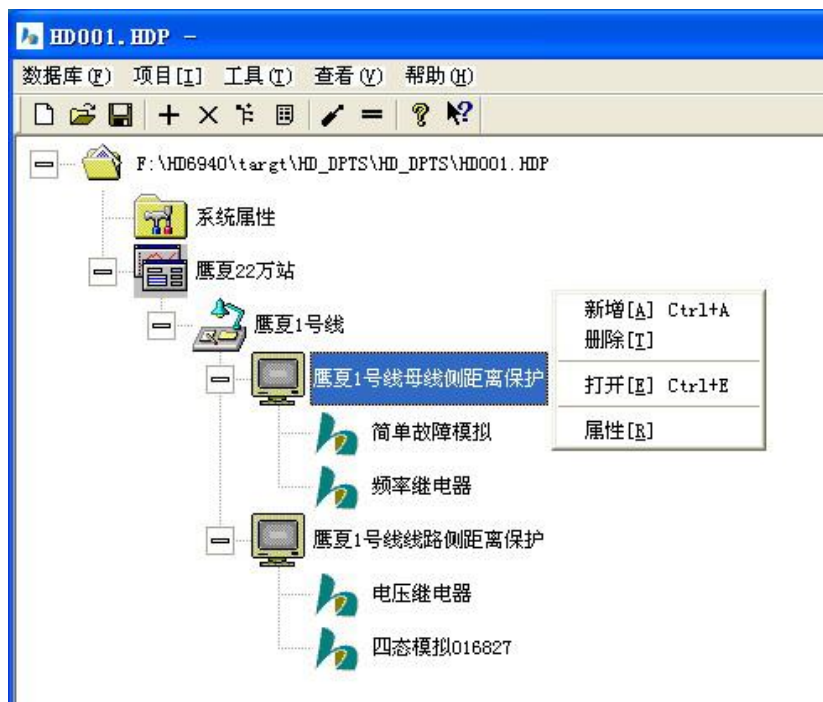 HD001.HDP -
数据库(F) 项目[I] 工具(T) 查看(V) 帮助(H)
F:\HD6940\targt\HD_DPTS\HD_DPTS\HD001.HDP
系统属性
鹰夏22万站
鹰夏1号线
鹰夏1号线母线侧距离保护
简单故障模拟
频率继电器
鹰夏1号线线路侧距离保护
电压继电器
四态模拟016827
新增[A] Ctrl+A
删除[T]
打开[E] Ctrl+E
属性[R]